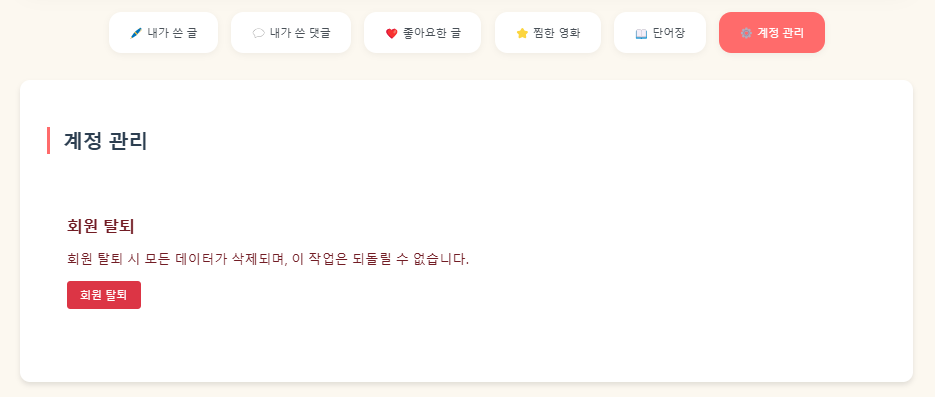 내가 쓴 글 내가 쓴 댓글 좋아요한 글 찜한 영화 단어장 계정 관리
계정 관리
회원 탈퇴
회원 탈퇴 시 모든 데이터가 삭제되며, 이 작업은 되돌릴 수 없습니다.
회원 탈퇴